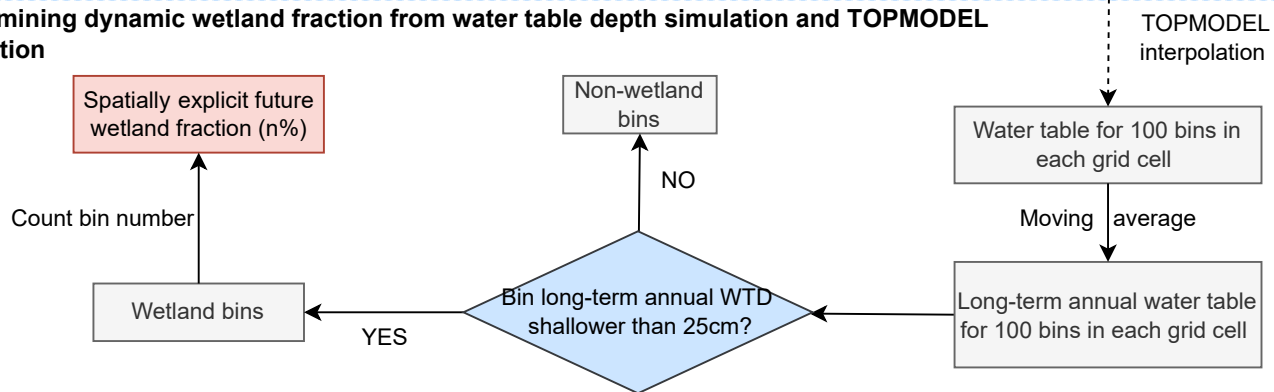 mining dynamic wetland fraction from water table depth simulation and TOPMODEL
tion
TOPMODEL
interpolation
Spatially explicit future
wetland fraction (n%)
Non-wetland
bins
Water table for 100 bins in
each grid cell
NO
Count bin number
Moving average
Wetland bins
YES
Bin long-term annual WTD
shallower than 25cm?
Long-term annual water table
for 100 bins in each grid cell